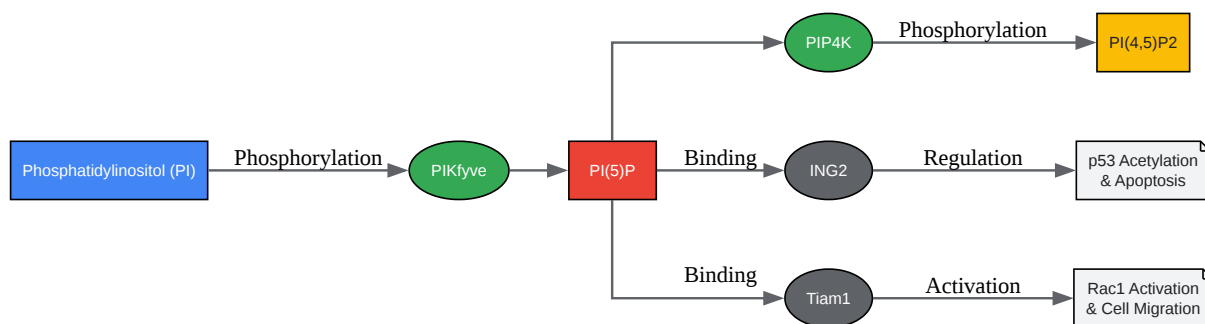 PIP4K
Phosphorylation
PI(4,5)P2
Phosphatidylinositol (PI)
Phosphorylation
PIKfyve
PI(5)P
Binding
ING2
Regulation
p53 Acetylation
& Apoptosis
Binding
Tiam1
Activation
Rac1 Activation
& Cell Migration